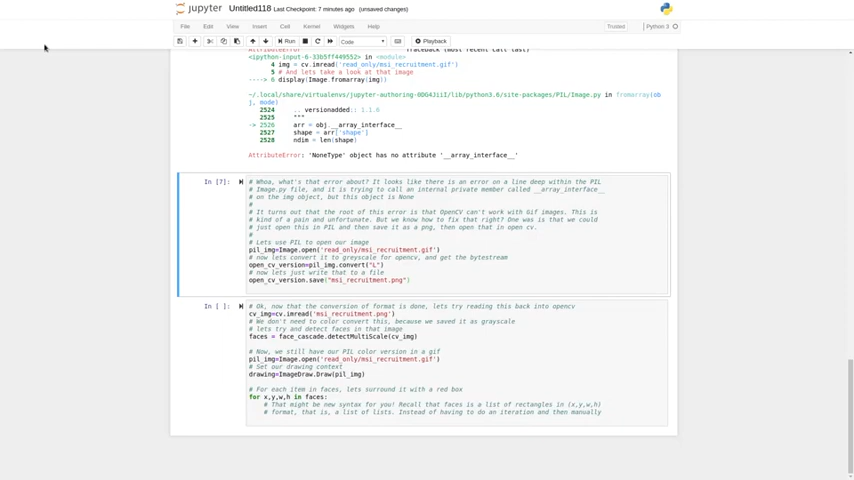 jupyter Untitled118 Last Checkpoint: 7 minutes ago (unsaved changes)
File Edit View Insert Cell Kernel Widgets Help Trusted Python 3
Run Code Playback
AttributeError Traceback (most recent call last)
<ipython-input-6-33b5ff449552> in <module>
4 img = cv.imread('read_only/msi_recruitment.gif')
5 # And lets take a look at that image
----> 6 display(Image.fromarray(img))
~/.local/share/virtualenvs/jupyter-authoring-0DG4JiiI/lib/python3.6/site-packages/PIL/Image.py in fromarray(ob
j, mode)
2524 .. versionadded:: 1.1.6
2525 """
-> 2526 arr = obj.__array_interface__
2527 shape = arr['shape']
2528 ndim = len(shape)
AttributeError: 'NoneType' object has no attribute '__array_interface__'
In [7]:
# Whoa, what's that error about? It looks like there is an error on a line deep within the PIL
# Image.py file, and it is trying to call an internal private member called __array_interface__
# on the img object, but this object is None
#
# It turns out that the root of this error is that OpenCV can't work with Gif images. This is
# kind of a pain and unfortunate. But we know how to fix that right? One was is that we could
# just open this in PIL and then save it as a png, then open that in open cv.
#
# Lets use PIL to open our image
pil_img=Image.open('read_only/msi_recruitment.gif')
# now lets convert it to greyscale for opencv, and get the bytestream
open_cv_version=pil_img.convert("L")
# now lets just write that to a file
open_cv_version.save("msi_recruitment.png")
In [ ]:
# Ok, now that the conversion of format is done, lets try reading this back into opencv
cv_img=cv.imread('msi_recruitment.png')
# We don't need to color convert this, because we saved it as grayscale
# lets try and detect faces in that image
faces = face_cascade.detectMultiScale(cv_img)
# Now, we still have our PIL color version in a gif
pil_img=Image.open('read_only/msi_recruitment.gif')
# Set our drawing context
drawing=ImageDraw.Draw(pil_img)
# For each item in faces, lets surround it with a red box
for x,y,w,h in faces:
# That might be new syntax for you! Recall that faces is a list of rectangles in (x,y,w,h)
# format, that is, a list of lists. Instead of having to do an iteration and then manually